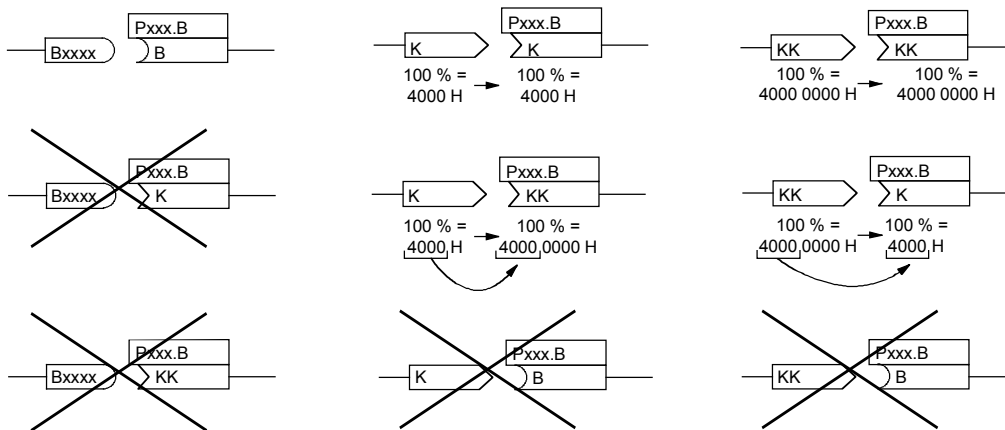 Pxxx.B
Bxxxx B
Pxxx.B
K K
100 % = 100 % =
4000 H 4000 H
Pxxx.B
KK KK
100 % = 100 % =
4000 0000 H 4000 0000 H
Pxxx.B
Bxxxx K
Pxxx.B
K KK
100 % = 100 % =
4000 H 4000 0000 H
Pxxx.B
KK K
100 % = 100 % =
4000 0000 H 4000 H
Pxxx.B
Bxxxx KK
Pxxx.B
K B
Pxxx.B
KK B